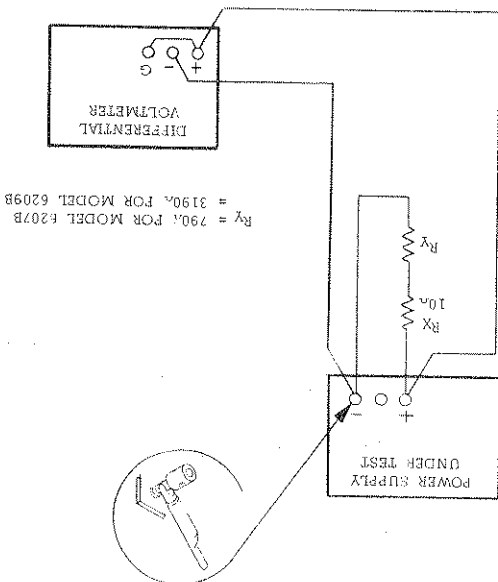 POWER SUPPLY
UNDER TEST
+ −
RX
10Ω
Ry
Ry = 790Ω FOR MODEL 6207B
= 3190Ω FOR MODEL 6209B
DIFFERENTIAL
VOLTMETER
+ − G